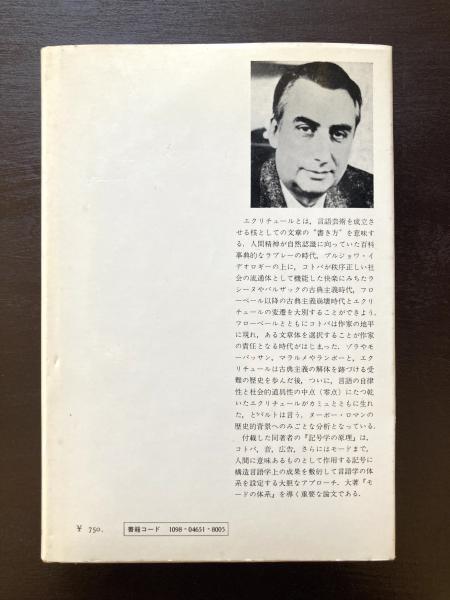 エクリチュールとは，言語芸術を成立さ
せる核としての文章の“書き方”を意味す
る．人間精神が自然認識に向っていた百科
事典的なラブレーの時代，ブルジョワ・イ
デオロギーの上に，コトバが秩序正しい社
会の流通体として機能した快楽にみちたラ
シーヌやバルザックの古典主義時代，フロ
ーベール以降の古典主義崩壊時代とエクリ
チュールの変遷を大別することができよう．
フローベールとともにコトバは作家の地平
に現れ，ある文章体を選択することが作家
の責任となる時代がはじまった．ゾラやモ
ーパッサン，マラルメやランボーと，エク
リチュールは古典主義の解体を跡づける受
難の歴史を歩んだ後，ついに，言語の自律
性と社会的道具性の中点（零点）にたつ乾
いたエクリチュールがカミュとともに生れ
た，とバルトは言う．ヌーボー・ロマンの
歴史的背景へのみごとな分析となっている．
付載した同著者の『記号学の原理』は，
コトバ，音，広告，さらにはモードまで，
人間に意味あるものとして作用する記号に
構造言語学上の成果を敷衍して言語学の体
系を設定する大胆なアプローチ．大著『モ
ードの体系』を導く重要な論文である．
¥ 750.
書籍コード 1098-04651-8005